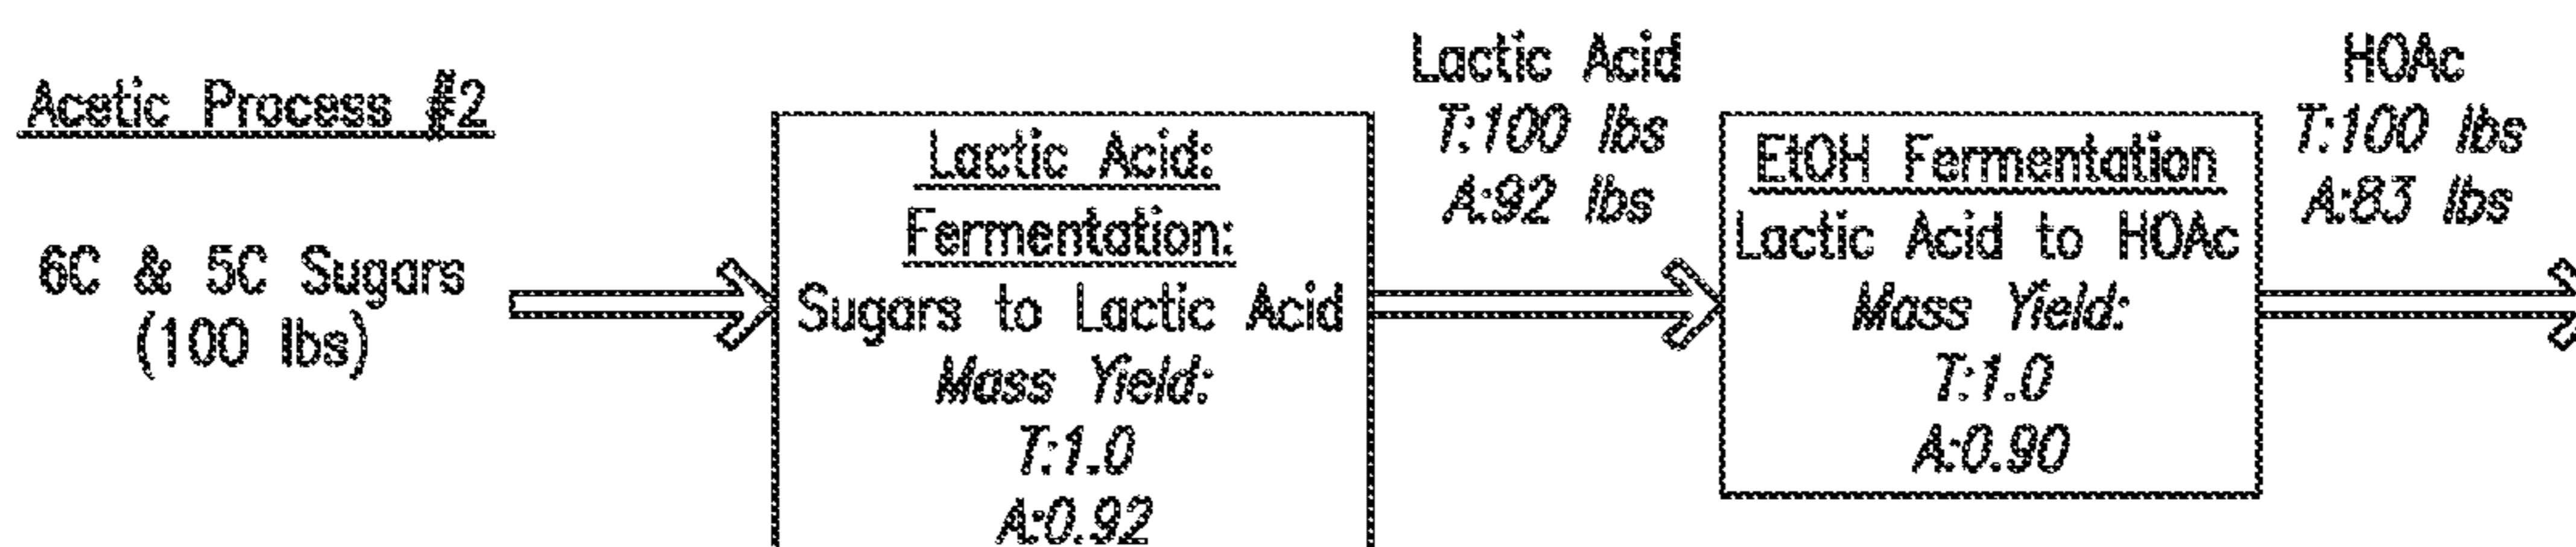 Acetic Process #2
6C & 5C Sugars
(100 lbs)
Lactic Acid:
Fermentation:
Sugars to Lactic Acid
Mass Yield:
T:1.0
A:0.92
Lactic Acid
T:100 lbs
A:92 lbs
EtOH Fermentation
Lactic Acid to HOAc
Mass Yield:
T:1.0
A:0.90
HOAc
T:100 lbs
A:83 lbs